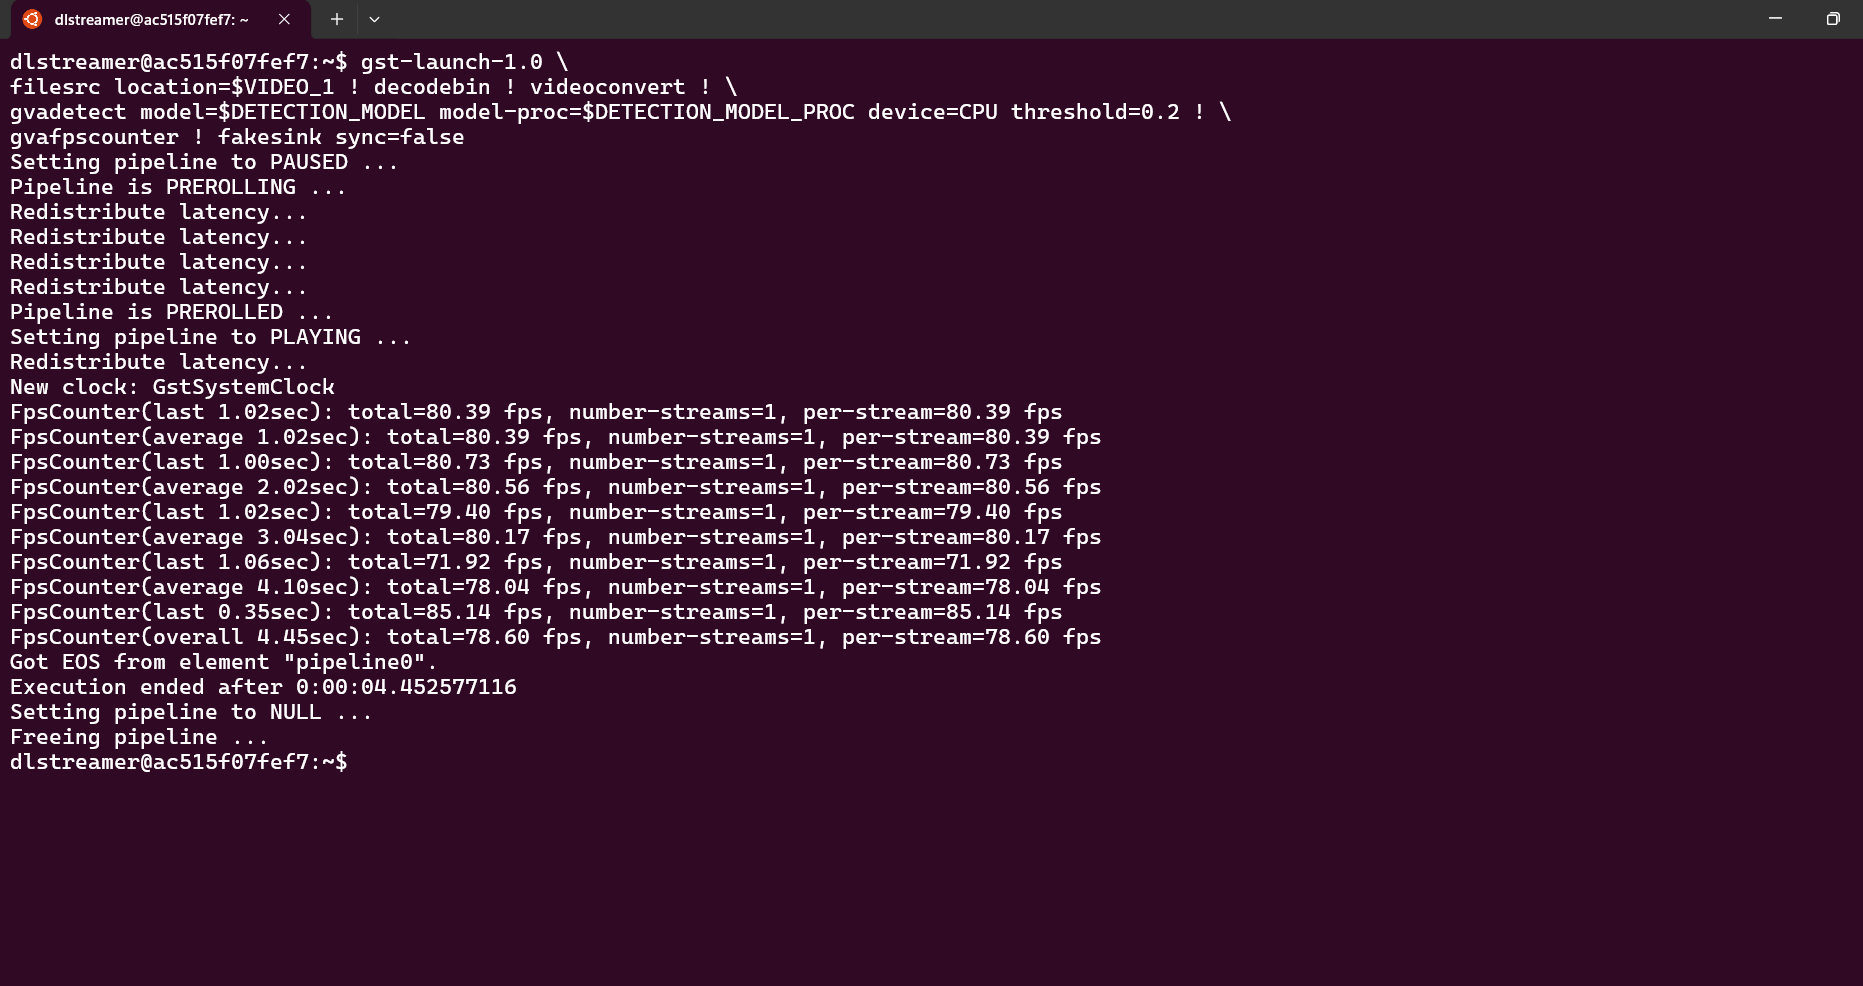 dlstreamer@ac515f07fef7: ~
dlstreamer@ac515f07fef7:~$ gst-launch-1.0 \
filesrc location=$VIDEO_1 ! decodebin ! videoconvert ! \
gvadetect model=$DETECTION_MODEL model-proc=$DETECTION_MODEL_PROC device=CPU threshold=0.2 ! \
gvafpscounter ! fakesink sync=false
Setting pipeline to PAUSED ...
Pipeline is PREROLLING ...
Redistribute latency...
Redistribute latency...
Redistribute latency...
Redistribute latency...
Pipeline is PREROLLED ...
Setting pipeline to PLAYING ...
Redistribute latency...
New clock: GstSystemClock
FpsCounter(last 1.02sec): total=80.39 fps, number-streams=1, per-stream=80.39 fps
FpsCounter(average 1.02sec): total=80.39 fps, number-streams=1, per-stream=80.39 fps
FpsCounter(last 1.00sec): total=80.73 fps, number-streams=1, per-stream=80.73 fps
FpsCounter(average 2.02sec): total=80.56 fps, number-streams=1, per-stream=80.56 fps
FpsCounter(last 1.02sec): total=79.40 fps, number-streams=1, per-stream=79.40 fps
FpsCounter(average 3.04sec): total=80.17 fps, number-streams=1, per-stream=80.17 fps
FpsCounter(last 1.06sec): total=71.92 fps, number-streams=1, per-stream=71.92 fps
FpsCounter(average 4.10sec): total=78.04 fps, number-streams=1, per-stream=78.04 fps
FpsCounter(last 0.35sec): total=85.14 fps, number-streams=1, per-stream=85.14 fps
FpsCounter(overall 4.45sec): total=78.60 fps, number-streams=1, per-stream=78.60 fps
Got EOS from element "pipeline0".
Execution ended after 0:00:04.452577116
Setting pipeline to NULL ...
Freeing pipeline ...
dlstreamer@ac515f07fef7:~$